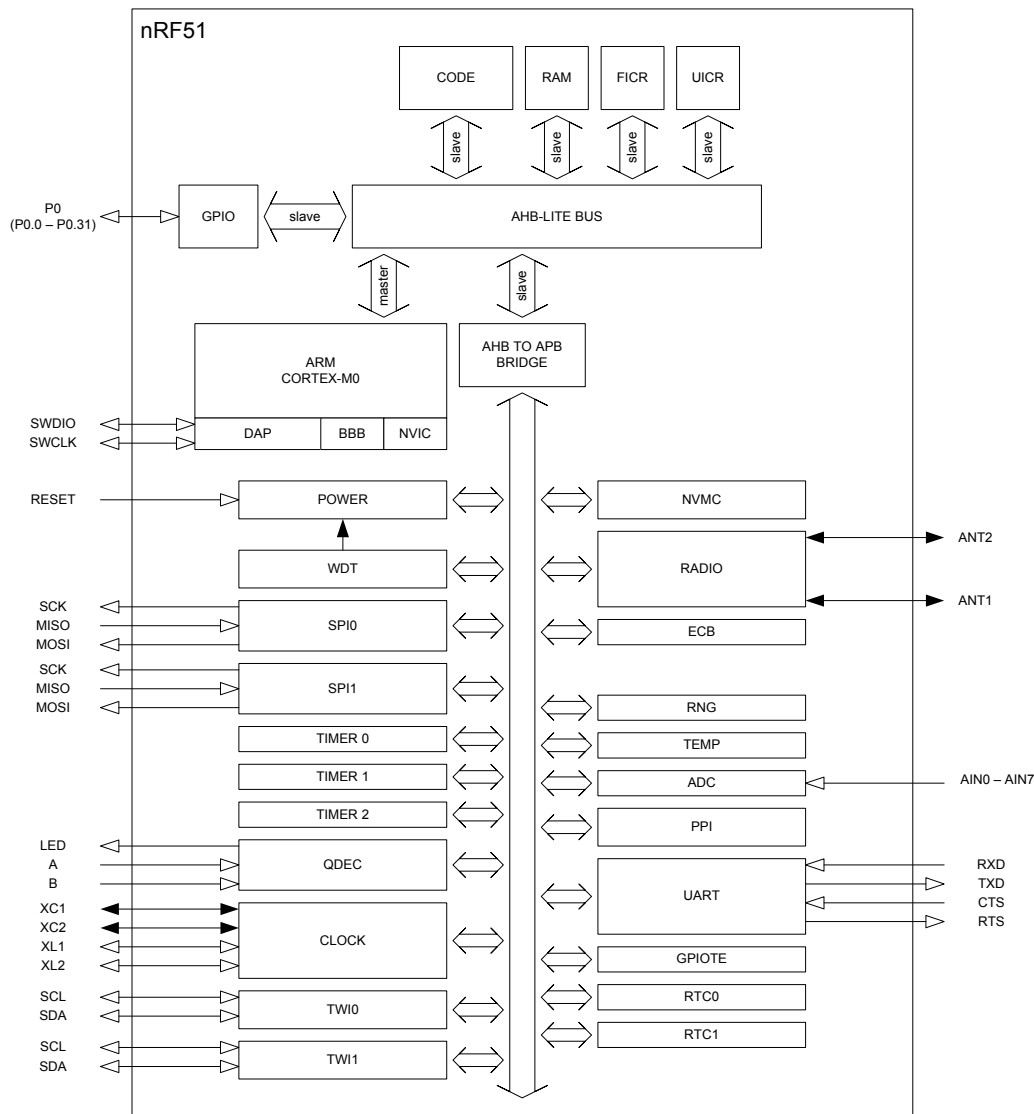 nRF51
CODE
RAM
FICR
UICR
slave
slave
slave
slave
P0
(P0.0 – P0.31)
GPIO
slave
AHB-LITE BUS
master
slave
ARM
CORTEX-M0
AHB TO APB
BRIDGE
SWDIO
SWCLK
DAP
BBB
NVIC
RESET
POWER
NVMC
WDT
RADIO
ANT2
ANT1
SCK
MISO
MOSI
SPI0
ECB
SCK
MISO
MOSI
SPI1
RNG
TIMER 0
TEMP
TIMER 1
ADC
AIN0 – AIN7
TIMER 2
PPI
LED
A
B
QDEC
UART
RXD
TXD
CTS
RTS
XC1
XC2
XL1
XL2
CLOCK
GPIOTE
SCL
SDA
TWI0
RTC0
RTC1
SCL
SDA
TWI1